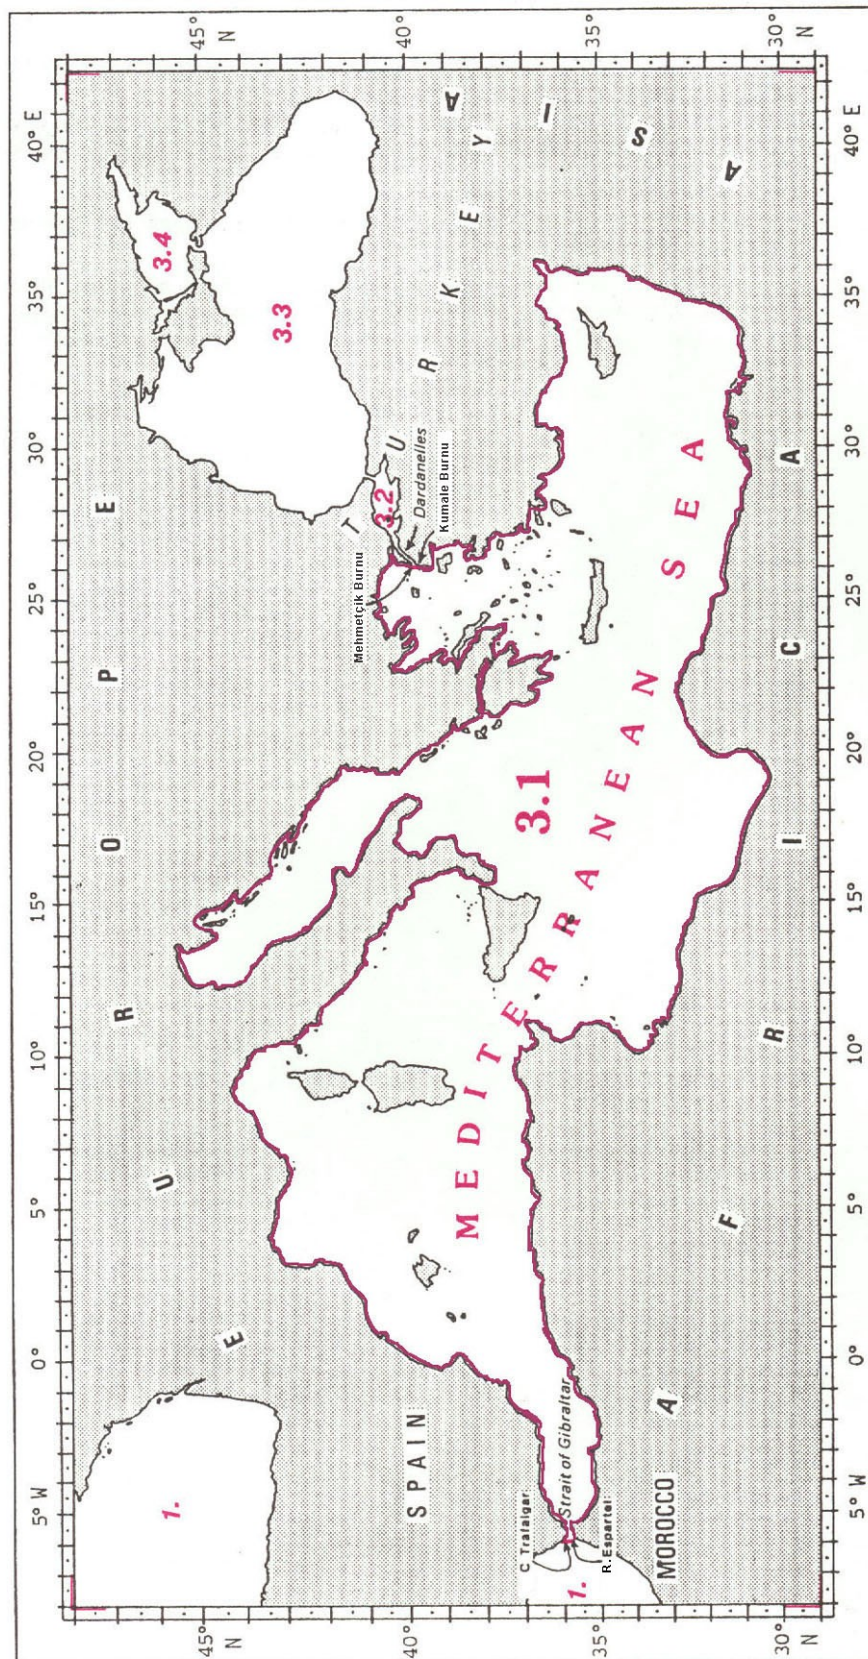 5° W
0°
5°
10°
15°
20°
25°
30°
35°
40° E
45°
N
45°
N
40°
40°
35°
35°
30°
N
30°
N
EUROPE
1.
3.4
3.3
3.2
TURKEY
ASIA
Dardanelles
Mehmetçik Burnu
Kumale Burnu
SPAIN
3.1
MEDITERRANEAN SEA
C. Trafalgar
Strait of Gibraltar
R. Espartel
1.
MOROCCO
AFRICA
5° W
0°
5°
10°
15°
20°
25°
30°
35°
40° E